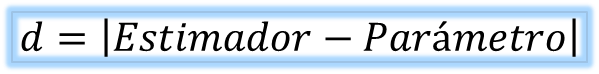 d = |Estimador − Parámetro|